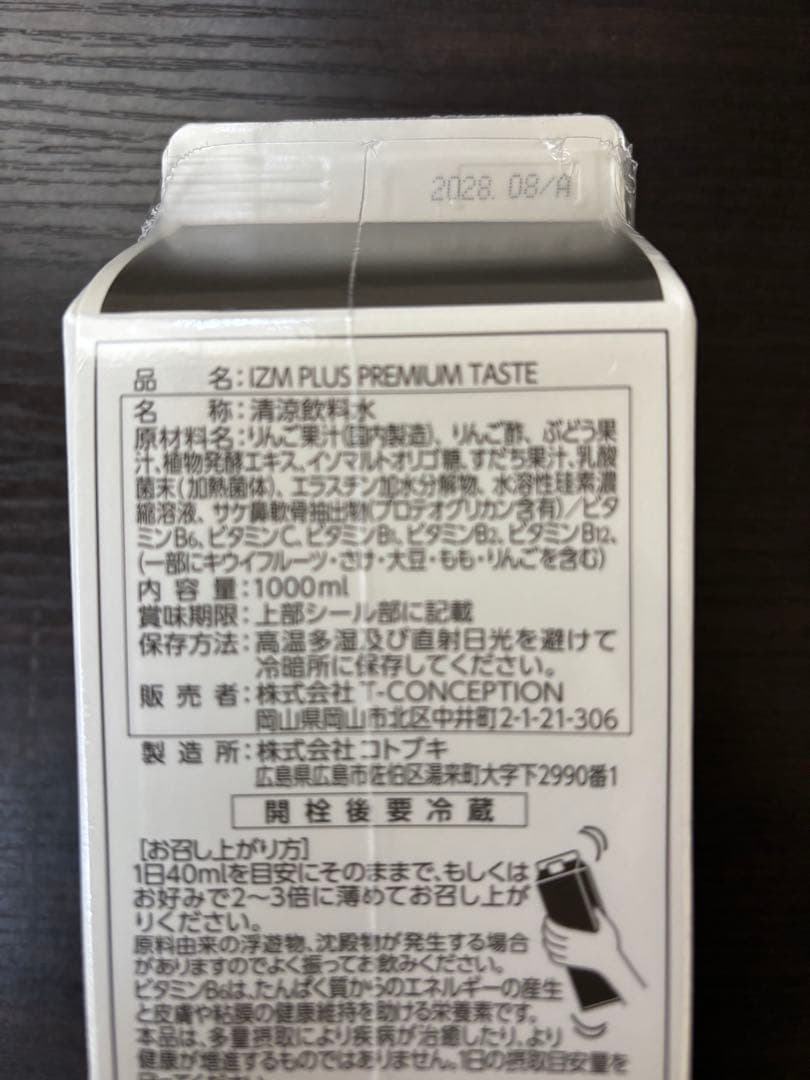 2028. 08/A
品 名:IZM PLUS PREMIUM TASTE
名 称:清涼飲料水
原材料名:りんご果汁(国内製造)、りんご酢、ぶどう果
汁、植物発酵エキス、イソマルトオリゴ糖、すだち果汁、乳酸
菌末(加熱菌体)、エラスチン加水分解物、水溶性珪素濃
縮溶液、サケ鼻軟骨抽出物(プロテオグリカン含有)/ビタ
ミンB6、ビタミンC、ビタミンB1、ビタミンB2、ビタミンB12、
(一部にキウイフルーツ・さけ・大豆・もも・りんごを含む)
内 容 量:1000ml
賞味期限:上部シール部に記載
保存方法:高温多湿及び直射日光を避けて
冷暗所に保存してください。
販 売 者:株式会社 T-CONCEPTION
岡山県岡山市北区中井町2-1-21-306
製 造 所:株式会社 コトブキ
広島県広島市佐伯区湯来町大字下2990番1
開栓後要冷蔵
[お召し上がり方]
1日40mlを目安にそのままで、もしくは
お好みで2～3倍に薄めてお召し上が
りください。
原料由来の浮遊物、沈殿物が発生する場合
がありますのでよく振ってお飲みください。
ビタミンB6は、たんぱく質からのエネルギーの産生
と皮膚や粘膜の健康維持を助ける栄養素です。
本品は、多量摂取により疾病が治癒したり、より
健康が増進するものではありません。1日の摂取目安量を